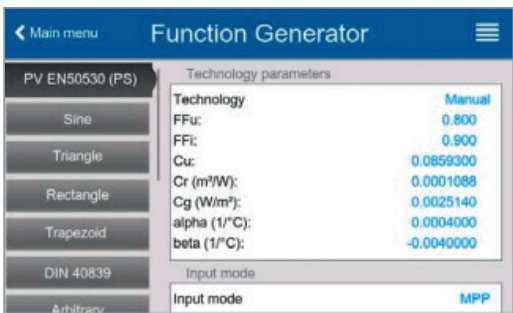 Main menu
Function Generator
PV EN50530 (PS)
Sine
Triangle
Rectangle
Trapezoid
DIN 40839
Arbitrary
Technology parameters
Technology Manual
FFu: 0.800
FFi: 0.900
Cu: 0.0859300
Cr (m²/W): 0.0001088
Cg (W/m²): 0.0025140
alpha (1/°C): 0.0004000
beta (1/°C): -0.0040000
Input mode
Input mode MPP